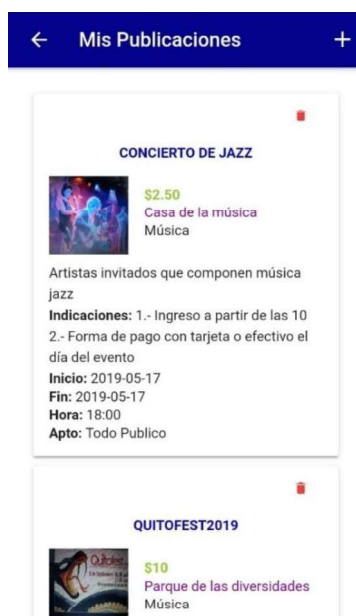 Mis Publicaciones
CONCIERTO DE JAZZ
$2.50
Casa de la música
Música
Artistas invitados que componen música
jazz
Indicaciones: 1.- Ingreso a partir de las 10
2.- Forma de pago con tarjeta o efectivo el
día del evento
Inicio: 2019-05-17
Fin: 2019-05-17
Hora: 18:00
Apto: Todo Publico
QUITOFEST2019
$10
Parque de las diversidades
Música